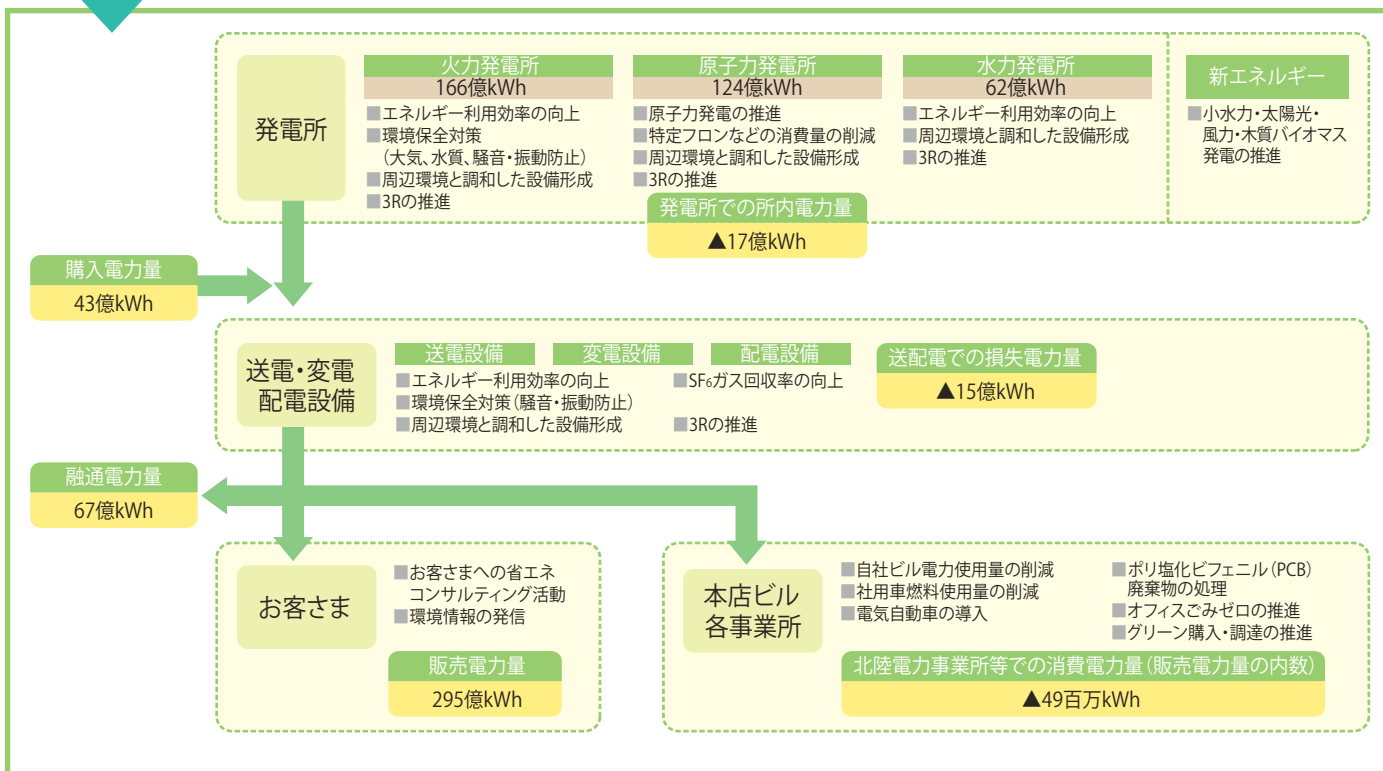 発電所
火力発電所
166億kWh
■エネルギー利用効率の向上
■環境保全対策
(大気、水質、騒音・振動防止)
■周辺環境と調和した設備形成
■3Rの推進
原子力発電所
124億kWh
■原子力発電の推進
■特定フロンなどの消費量の削減
■周辺環境と調和した設備形成
■3Rの推進
水力発電所
62億kWh
■エネルギー利用効率の向上
■周辺環境と調和した設備形成
■3Rの推進
新エネルギー
■小水力・太陽光・
風力・木質バイオマス
発電の推進
発電所での所内電力量
▲17億kWh
購入電力量
43億kWh
送電・変電
配電設備
送電設備
変電設備
配電設備
■エネルギー利用効率の向上
■環境保全対策(騒音・振動防止)
■周辺環境と調和した設備形成
■SF₆ガス回収率の向上
■3Rの推進
送配電での損失電力量
▲15億kWh
融通電力量
67億kWh
お客さま
■お客さまへの省エネ
コンサルティング活動
■環境情報の発信
販売電力量
295億kWh
本店ビル
各事業所
■自社ビル電力使用量の削減
■社用車燃料使用量の削減
■電気自動車の導入
■ポリ塩化ビフェニル(PCB)
廃棄物の処理
■オフィスごみゼロの推進
■グリーン購入・調達の推進
北陸電力事業所等での消費電力量(販売電力量の内数)
▲49百万kWh